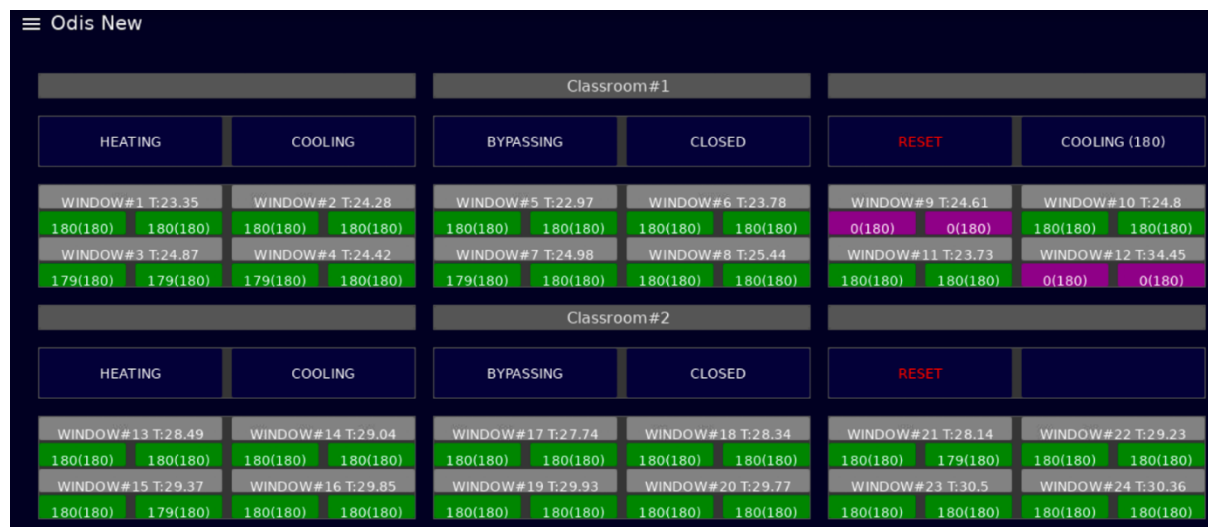 Odis New
Classroom#1
HEATING COOLING BYPASSING CLOSED RESET COOLING (180)
WINDOW#1 T:23.35 WINDOW#2 T:24.28 WINDOW#5 T:22.97 WINDOW#6 T:23.78 WINDOW#9 T:24.61 WINDOW#10 T:24.8
180(180) 180(180) 180(180) 180(180) 180(180) 180(180) 180(180) 180(180) 0(180) 0(180) 180(180) 180(180)
WINDOW#3 T:24.87 WINDOW#4 T:24.42 WINDOW#7 T:24.98 WINDOW#8 T:25.44 WINDOW#11 T:23.73 WINDOW#12 T:34.45
179(180) 179(180) 179(180) 180(180) 179(180) 180(180) 180(180) 180(180) 180(180) 180(180) 0(180) 0(180)
Classroom#2
HEATING COOLING BYPASSING CLOSED RESET
WINDOW#13 T:28.49 WINDOW#14 T:29.04 WINDOW#17 T:27.74 WINDOW#18 T:28.34 WINDOW#21 T:28.14 WINDOW#22 T:29.23
180(180) 180(180) 180(180) 180(180) 180(180) 180(180) 180(180) 180(180) 180(180) 179(180) 180(180) 180(180)
WINDOW#15 T:29.37 WINDOW#16 T:29.85 WINDOW#19 T:29.93 WINDOW#20 T:29.77 WINDOW#23 T:30.5 WINDOW#24 T:30.36
180(180) 179(180) 180(180) 180(180) 180(180) 180(180) 180(180) 180(180) 180(180) 180(180) 180(180) 180(180)